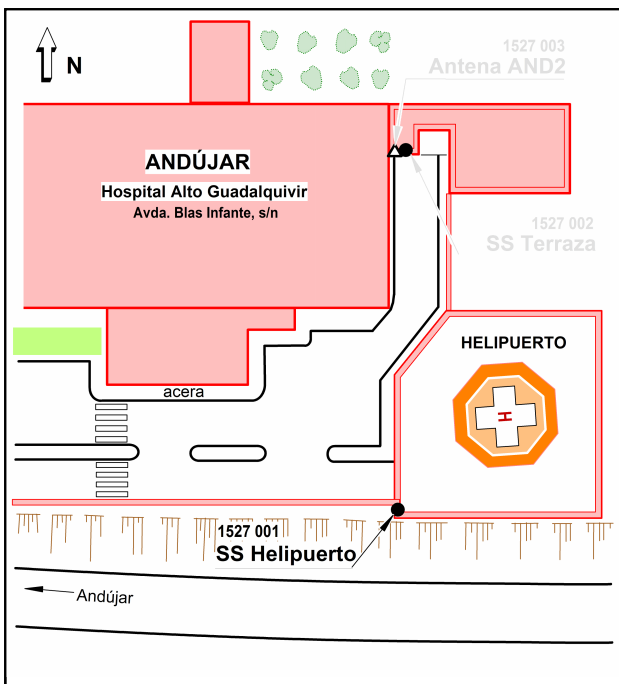 N
1527 003
Antena AND2
ANDÚJAR
Hospital Alto Guadalquivir
Avda. Blas Infante, s/n
1527 002
SS Terraza
HELIPUERTO
H
acera
1527 001
SS Helipuerto
Andújar